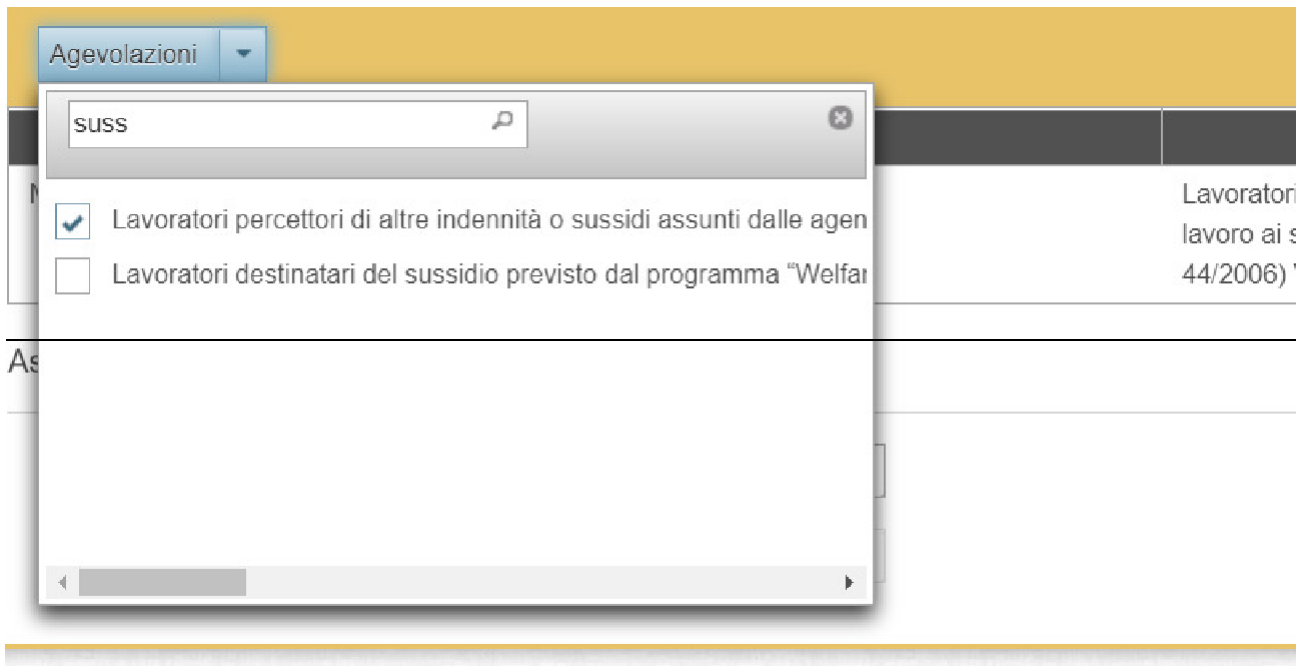 Agevolazioni
suss
Lavoratori percettori di altre indennità o sussidi assunti dalle agen
Lavoratori destinatari del sussidio previsto dal programma “Welfar
Lavoratori
lavoro ai s
44/2006)
As